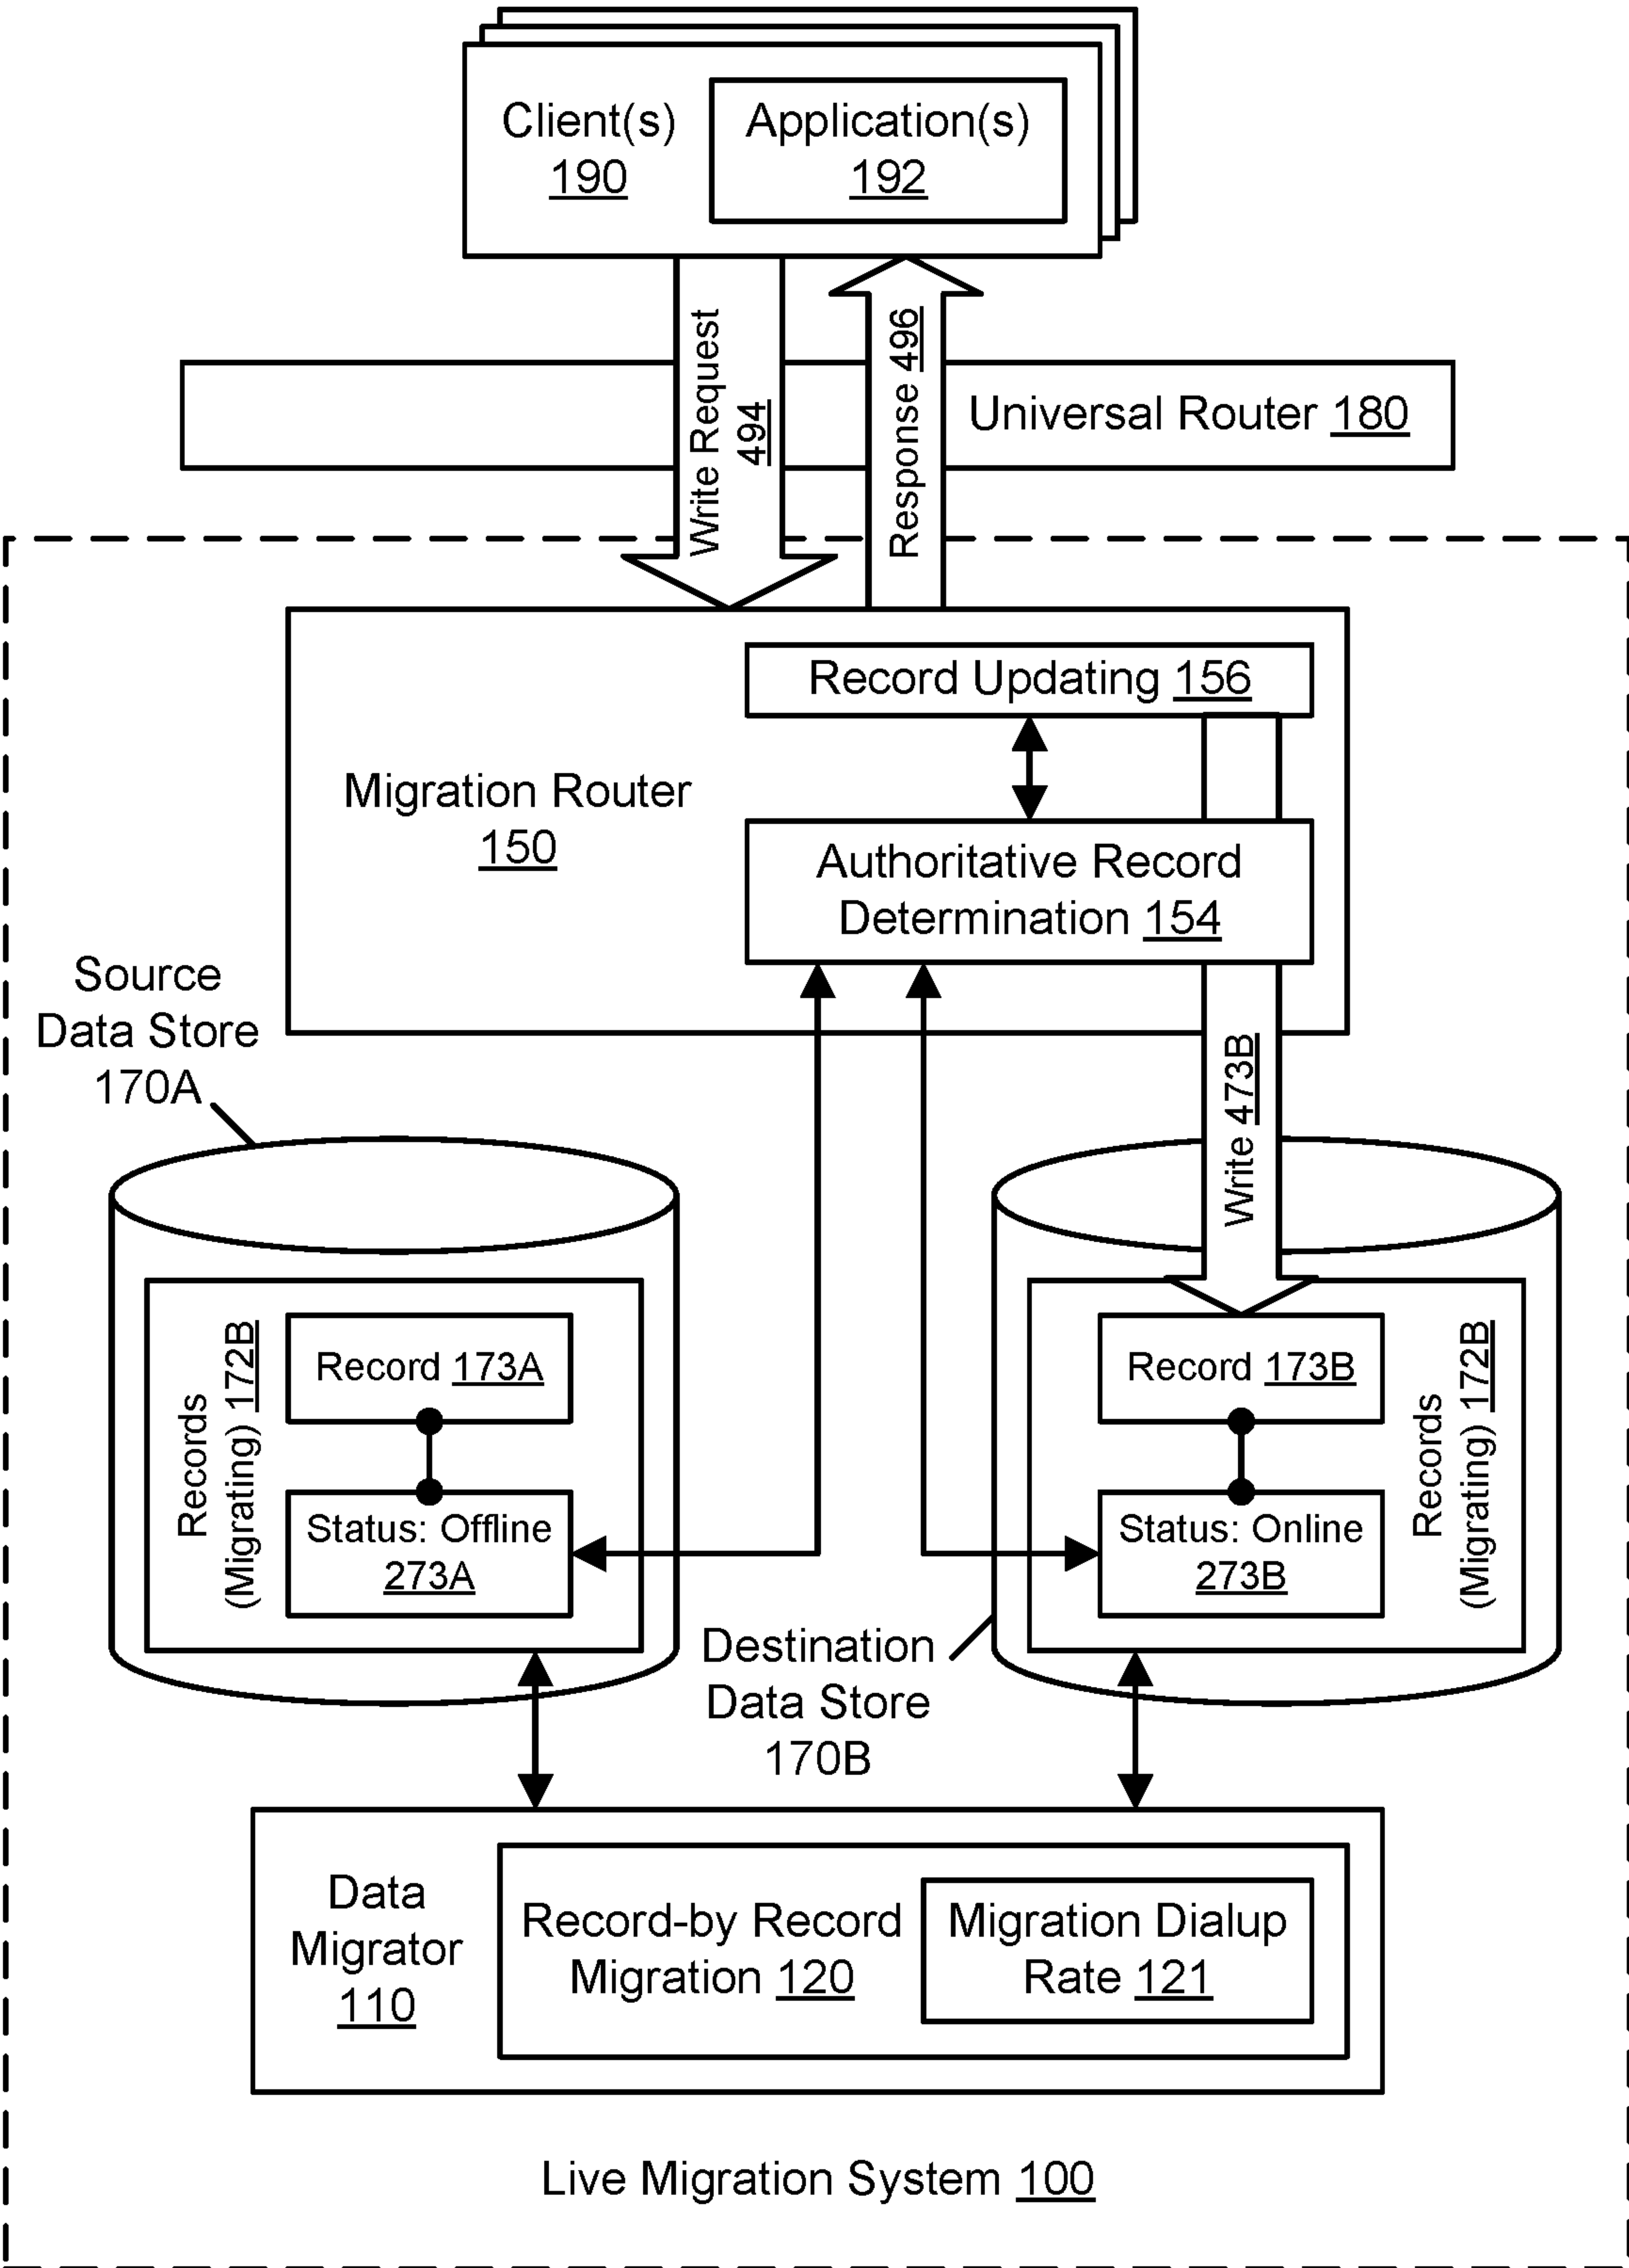 Client(s)
190
Application(s)
192
Write Request
494
Response 496
Universal Router 180
Record Updating 156
Migration Router
150
Authoritative Record
Determination 154
Source
Data Store
170A
Write 473B
Records
(Migrating) 172B
Record 173A
Status: Offline
273A
Record 173B
Status: Online
273B
Records
(Migrating) 172B
Destination
Data Store
170B
Data
Migrator
110
Record-by Record
Migration 120
Migration Dialup
Rate 121
Live Migration System 100